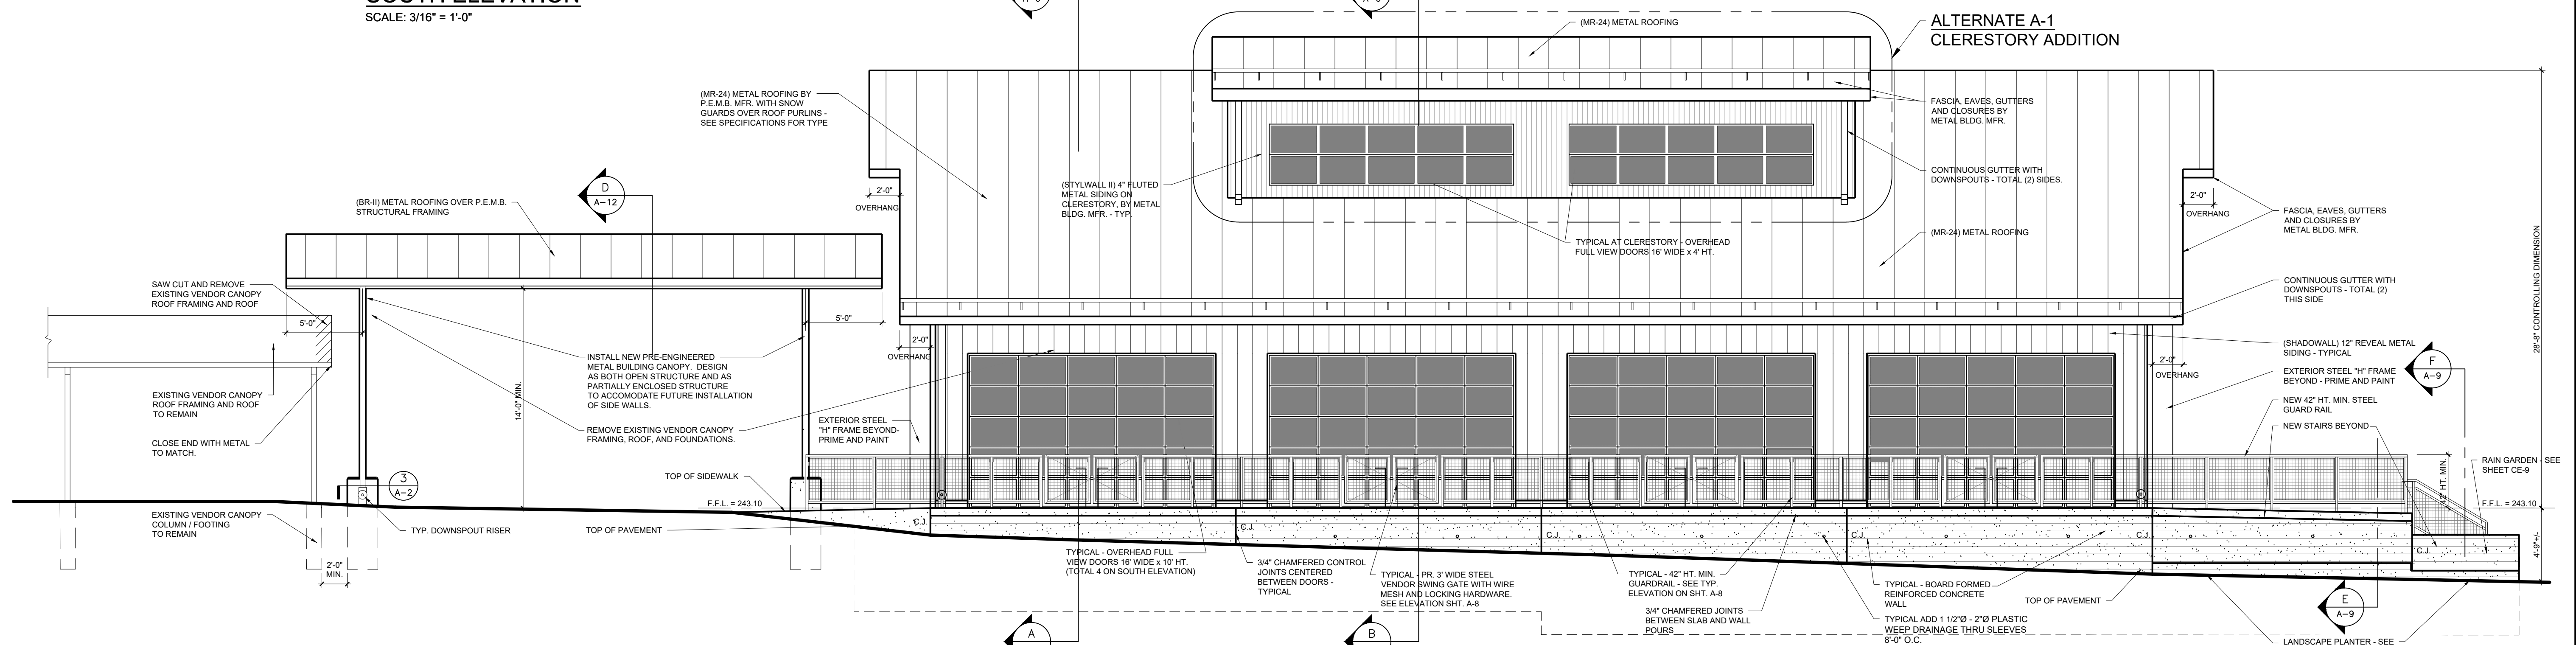 SOUTH ELEVATION
SCALE: 3/16" = 1'-0"
(MR-24) METAL ROOFING
ALTERNATE A-1
CLERESTORY ADDITION
(MR-24) METAL ROOFING BY
P.E.M.B. MFR. WITH SNOW
GUARDS OVER ROOF PURLINS -
SEE SPECIFICATIONS FOR TYPE
FASCIA, EAVES, GUTTERS
AND CLOSURES BY
METAL BLDG. MFR.
CONTINUOUS GUTTER WITH
DOWNSPOUTS - TOTAL (2) SIDES.
(STYLWALL II) 4" FLUTED
METAL SIDING ON
CLERESTORY, BY METAL
BLDG. MFR. - TYP.
D
A-12
2'-0"
OVERHANG
2'-0"
OVERHANG
(BR-II) METAL ROOFING OVER P.E.M.B.
STRUCTURAL FRAMING
FASCIA, EAVES, GUTTERS
AND CLOSURES BY
METAL BLDG. MFR.
28'-8" CONTROLLING DIMENSION
(MR-24) METAL ROOFING
TYPICAL AT CLERESTORY - OVERHEAD
FULL VIEW DOORS 16' WIDE x 4' HT.
SAW CUT AND REMOVE
EXISTING VENDOR CANOPY
ROOF FRAMING AND ROOF
5'-0"
5'-0"
CONTINUOUS GUTTER WITH
DOWNSPOUTS - TOTAL (2)
THIS SIDE
2'-0"
OVERHANG
2'-0"
OVERHANG
(SHADOWALL) 12" REVEAL METAL
SIDING - TYPICAL
F
A-9
INSTALL NEW PRE-ENGINEERED
METAL BUILDING CANOPY. DESIGN
AS BOTH OPEN STRUCTURE AND AS
PARTIALLY ENCLOSED STRUCTURE
TO ACCOMODATE FUTURE INSTALLATION
OF SIDE WALLS.
14'-0" MIN.
EXTERIOR STEEL "H" FRAME
BEYOND - PRIME AND PAINT
EXISTING VENDOR CANOPY
ROOF FRAMING AND ROOF
TO REMAIN
NEW 42" HT. MIN. STEEL
GUARD RAIL
EXTERIOR STEEL
"H" FRAME BEYOND-
PRIME AND PAINT
REMOVE EXISTING VENDOR CANOPY
FRAMING, ROOF, AND FOUNDATIONS.
NEW STAIRS BEYOND
CLOSE END WITH METAL
TO MATCH.
RAIN GARDEN - SEE
SHEET CE-9
42" HT. MIN.
3
A-2
TOP OF SIDEWALK
F.F.L. = 243.10
F.F.L. = 243.10
EXISTING VENDOR CANOPY
COLUMN / FOOTING
TO REMAIN
TYP. DOWNSPOUT RISER
TOP OF PAVEMENT
C.J.
C.J.
C.J.
C.J.
C.J.
C.J.
4'-9"+/-
2'-0"
MIN.
TYPICAL - OVERHEAD FULL
VIEW DOORS 16' WIDE x 10' HT.
(TOTAL 4 ON SOUTH ELEVATION)
3/4" CHAMFERED CONTROL
JOINTS CENTERED
BETWEEN DOORS -
TYPICAL
TYPICAL - PR. 3' WIDE STEEL
VENDOR SWING GATE WITH WIRE
MESH AND LOCKING HARDWARE.
SEE ELEVATION SHT. A-8
TYPICAL - 42" HT. MIN.
GUARDRAIL - SEE TYP.
ELEVATION ON SHT. A-8
3/4" CHAMFERED JOINTS
BETWEEN SLAB AND WALL
POURS
TYPICAL - BOARD FORMED
REINFORCED CONCRETE
WALL
TYPICAL ADD 1 1/2"Ø - 2"Ø PLASTIC
WEEP DRAINAGE THRU SLEEVES
8'-0" O.C.
TOP OF PAVEMENT
E
A-9
A
B
LANDSCAPE PLANTER - SEE